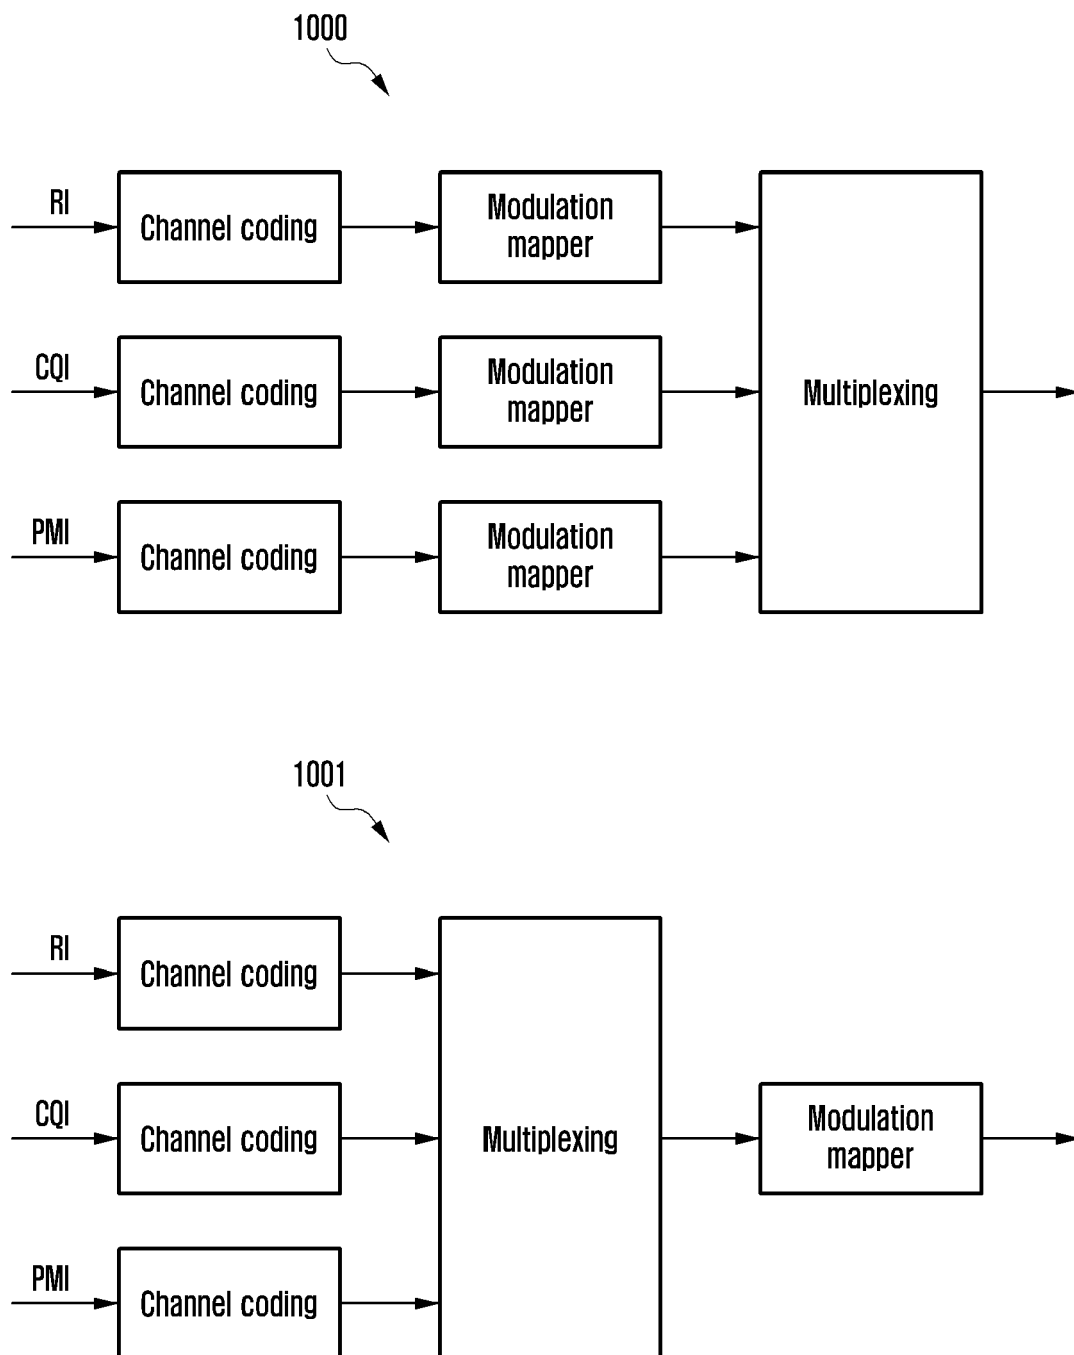 1000
RI
Channel coding
Modulation
mapper
CQI
Channel coding
Modulation
mapper
Multiplexing
PMI
Channel coding
Modulation
mapper
1001
RI
Channel coding
CQI
Channel coding
Multiplexing
Modulation
mapper
PMI
Channel coding